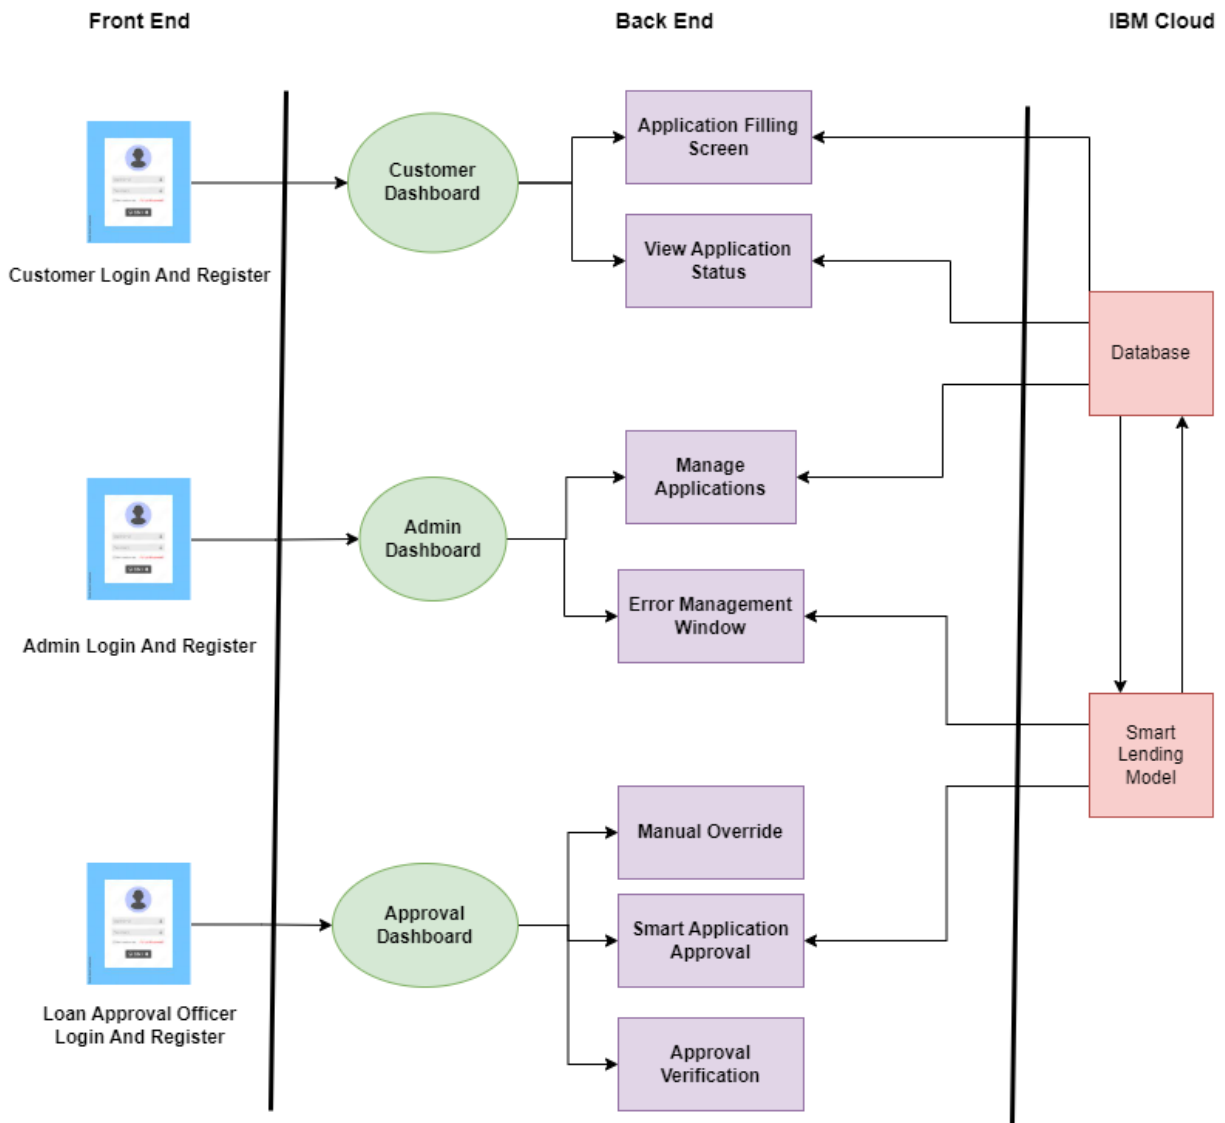 Front End
Back End
IBM Cloud
Application Filling
Screen
Customer
Dashboard
View Application
Status
Customer Login And Register
Database
Manage
Applications
Admin
Dashboard
Error Management
Window
Admin Login And Register
Smart
Lending
Model
Manual Override
Approval
Dashboard
Smart Application
Approval
Loan Approval Officer
Login And Register
Approval
Verification